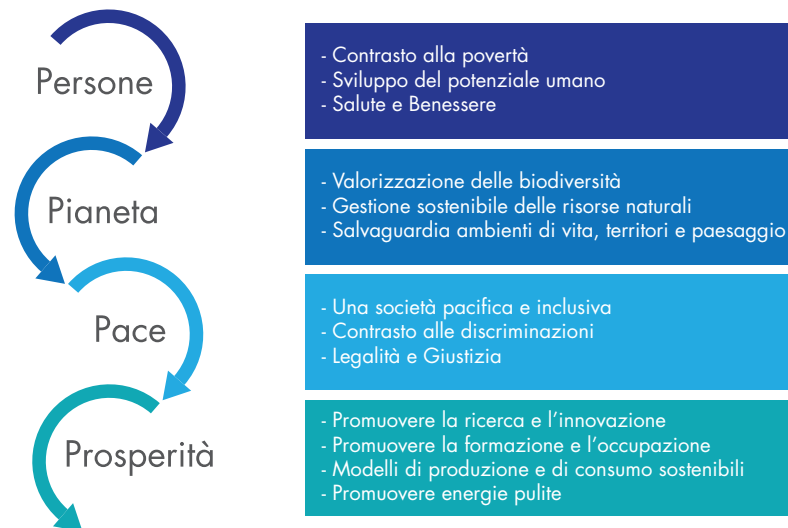 Persone
- Contrasto alla povertà
- Sviluppo del potenziale umano
- Salute e Benessere
Pianeta
- Valorizzazione delle biodiversità
- Gestione sostenibile delle risorse naturali
- Salvaguardia ambienti di vita, territori e paesaggio
Pace
- Una società pacifica e inclusiva
- Contrasto alle discriminazioni
- Legalità e Giustizia
Prosperità
- Promuovere la ricerca e l’innovazione
- Promuovere la formazione e l’occupazione
- Modelli di produzione e di consumo sostenibili
- Promuovere energie pulite